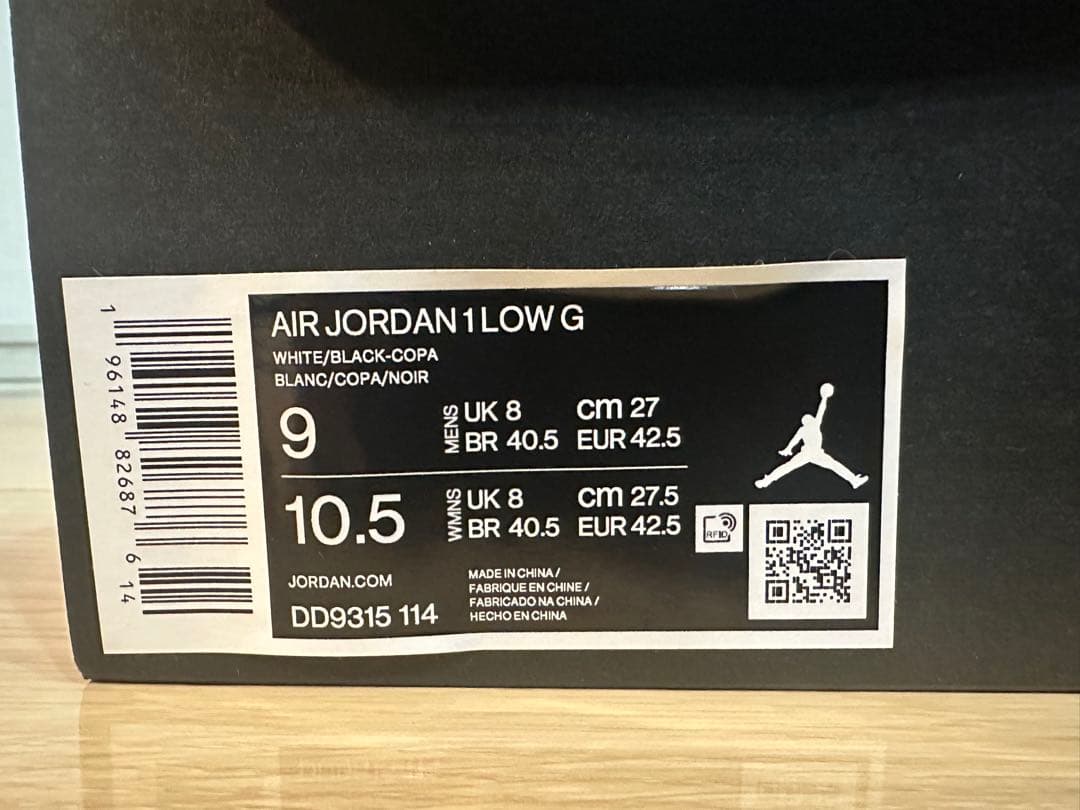 1 96148 82687 6 14
AIR JORDAN 1 LOW G
WHITE/BLACK-COPA
BLANC/COPA/NOIR
9 MENS UK 8 cm 27
BR 40.5 EUR 42.5
10.5 WMNS UK 8 cm 27.5
BR 40.5 EUR 42.5
RFID
JORDAN.COM
DD9315 114
MADE IN CHINA /
FABRIQUE EN CHINE /
FABRICADO NA CHINA /
HECHO EN CHINA